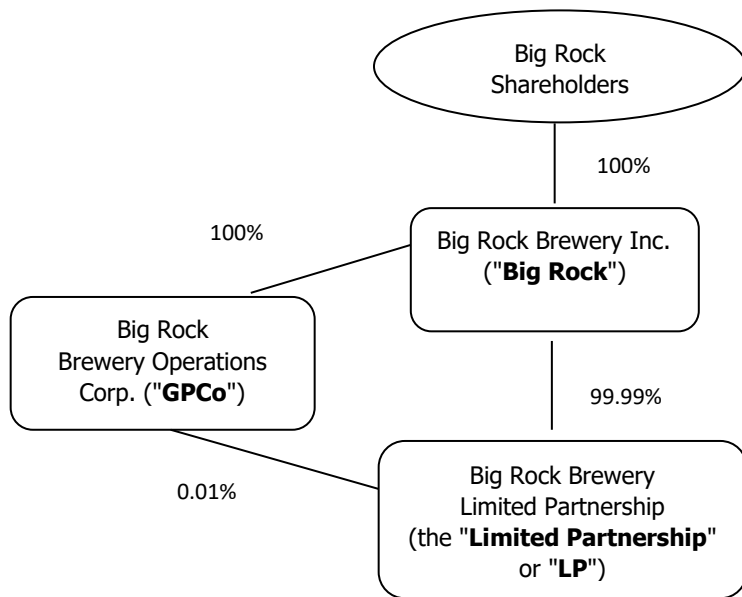 Big Rock
Shareholders
100%
100%
Big Rock Brewery Inc.
("Big Rock")
Big Rock
Brewery Operations
Corp. ("GPCo")
99.99%
0.01%
Big Rock Brewery
Limited Partnership
(the "Limited Partnership"
or "LP")